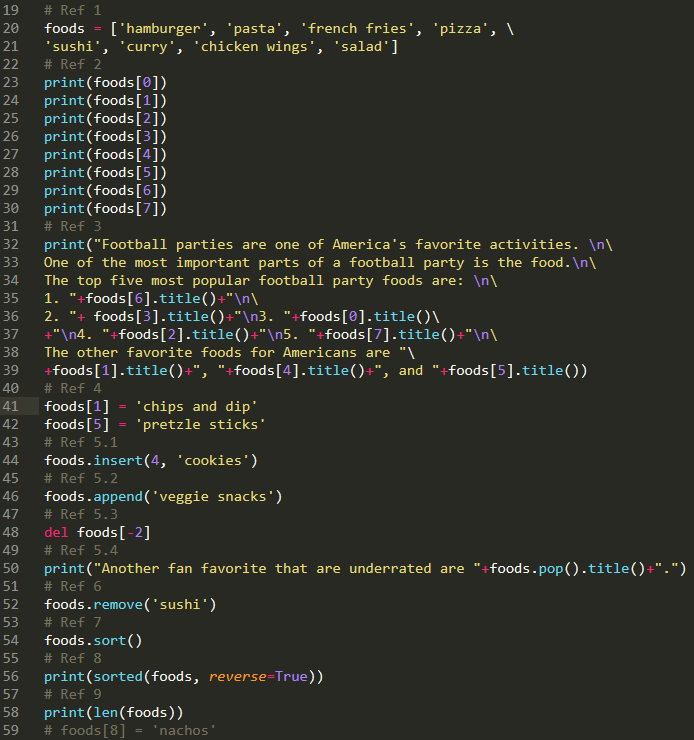 19 # Ref 1
20 foods = ['hamburger', 'pasta', 'french fries', 'pizza', \
21 'sushi', 'curry', 'chicken wings', 'salad']
22 # Ref 2
23 print(foods[0])
24 print(foods[1])
25 print(foods[2])
26 print(foods[3])
27 print(foods[4])
28 print(foods[5])
29 print(foods[6])
30 print(foods[7])
31 # Ref 3
32 print("Football parties are one of America's favorite activities. \n\
33 One of the most important parts of a football party is the food.\n\
34 The top five most popular football party foods are: \n\
35 1. "+foods[6].title()+"\n\
36 2. "+ foods[3].title()+"\n3. "+foods[0].title()\
37 +"\n4. "+foods[2].title()+"\n5. "+foods[7].title()+"\n\
38 The other favorite foods for Americans are "\
39 +foods[1].title()+", "+foods[4].title()+", and "+foods[5].title())
40 # Ref 4
41 foods[1] = 'chips and dip'
42 foods[5] = 'pretzle sticks'
43 # Ref 5.1
44 foods.insert(4, 'cookies')
45 # Ref 5.2
46 foods.append('veggie snacks')
47 # Ref 5.3
48 del foods[-2]
49 # Ref 5.4
50 print("Another fan favorite that are underrated are "+foods.pop().title()+".")
51 # Ref 6
52 foods.remove('sushi')
53 # Ref 7
54 foods.sort()
55 # Ref 8
56 print(sorted(foods, reverse=True))
57 # Ref 9
58 print(len(foods))
59 # foods[8] = 'nachos'